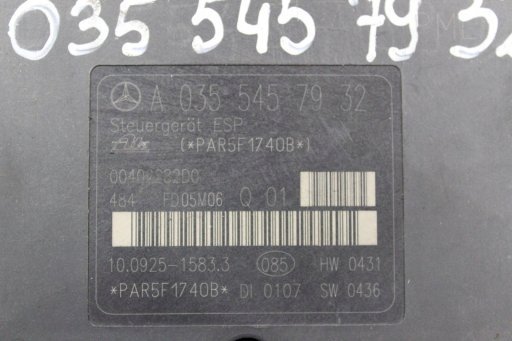 035 545 79 32
A 035 545 79 32
Steuergerät ESP
(*PAR5F1740B*)
484 FD05M06 Q 01
10.0925-1583.3 085 HW 0431
*PAR5F1740B* DI 0107 SW 0436